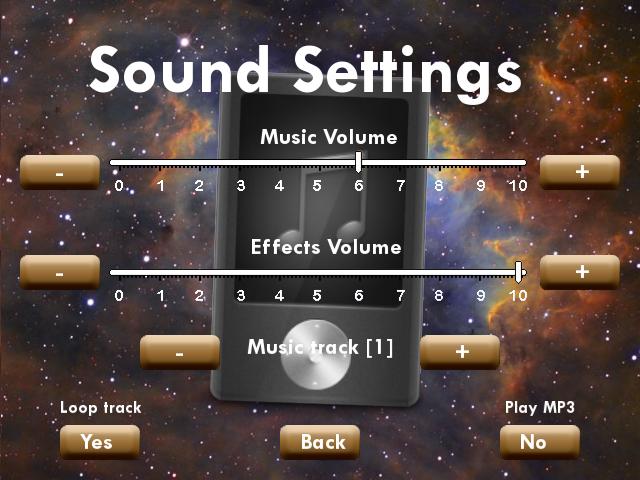 Sound Settings
Music Volume
- +
0 1 2 3 4 5 6 7 8 9 10
Effects Volume
- +
0 1 2 3 4 5 6 7 8 9 10
- Music track [1] +
Loop track Play MP3
Yes Back No